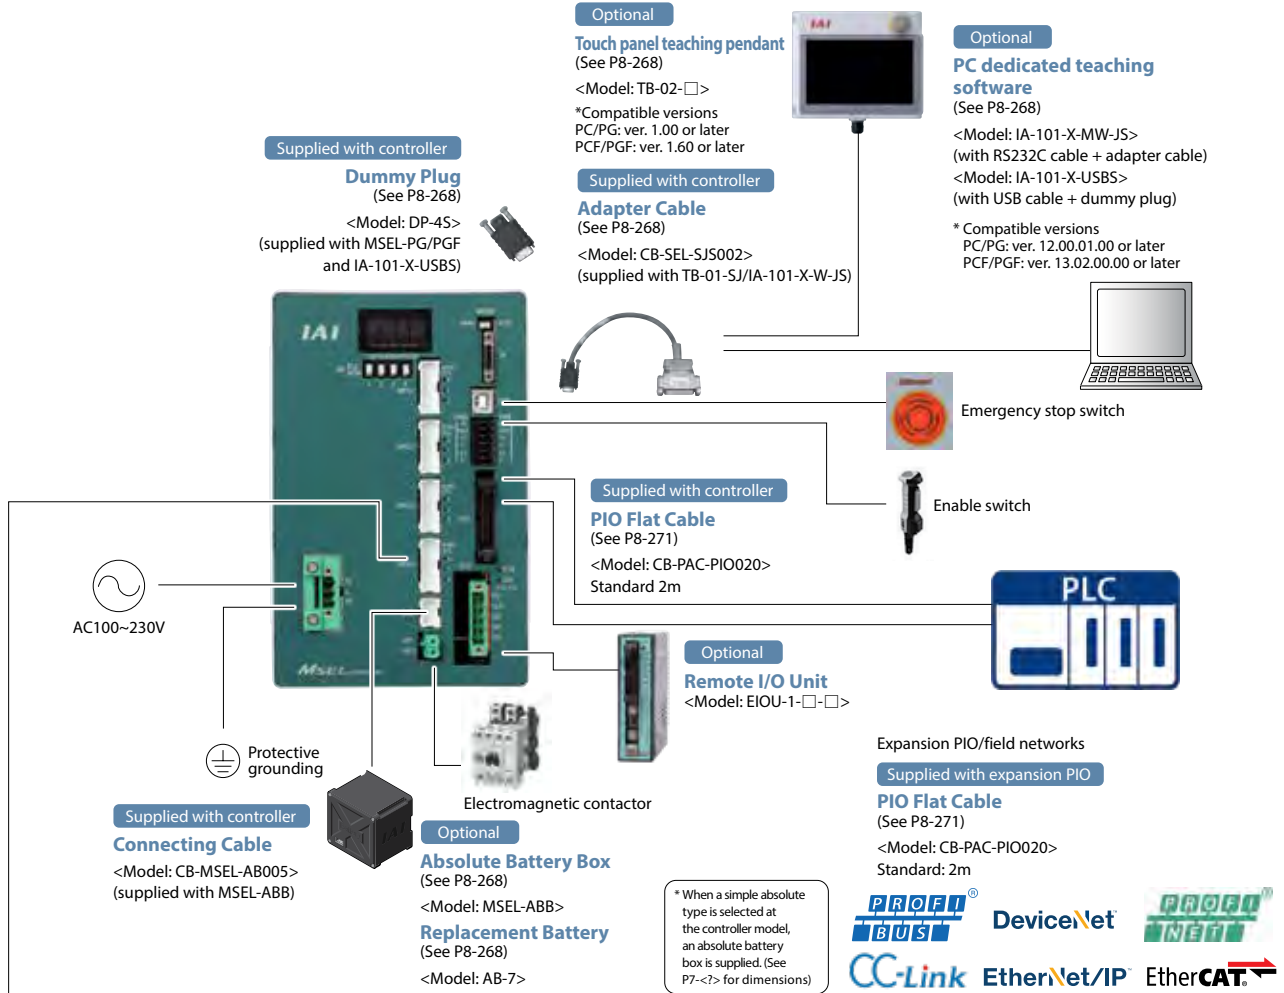 Optional
Touch panel teaching pendant
(See P8-268)
<Model: TB-02-□>
*Compatible versions
PC/PG: ver. 1.00 or later
PCF/PGF: ver. 1.60 or later
IAI
Optional
PC dedicated teaching
software
(See P8-268)
<Model: IA-101-X-MW-JS>
(with RS232C cable + adapter cable)
<Model: IA-101-X-USBS>
(with USB cable + dummy plug)
* Compatible versions
PC/PG: ver. 12.00.01.00 or later
PCF/PGF: ver. 13.02.00.00 or later
Supplied with controller
Dummy Plug
(See P8-268)
<Model: DP-4S>
(supplied with MSEL-PG/PGF
and IA-101-X-USBS)
Supplied with controller
Adapter Cable
(See P8-268)
<Model: CB-SEL-SJS002>
(supplied with TB-01-SJ/IA-101-X-W-JS)
IAI
Emergency stop switch
Enable switch
Supplied with controller
PIO Flat Cable
(See P8-271)
<Model: CB-PAC-PIO020>
Standard 2m
PLC
AC100~230V
MSEL
Optional
Remote I/O Unit
<Model: EIOU-1-□-□>
Protective
grounding
Electromagnetic contactor
Supplied with controller
Connecting Cable
<Model: CB-MSEL-AB005>
(supplied with MSEL-ABB)
IAI
Optional
Absolute Battery Box
(See P8-268)
<Model: MSEL-ABB>
Replacement Battery
(See P8-268)
<Model: AB-7>
* When a simple absolute
type is selected at
the controller model,
an absolute battery
box is supplied. (See
P7-<?> for dimensions)
Expansion PIO/field networks
Supplied with expansion PIO
PIO Flat Cable
(See P8-271)
<Model: CB-PAC-PIO020>
Standard: 2m
PROFI®
BUS
DeviceNet
PROFI®
NET
CC-Link
EtherNet/IP
EtherCAT®